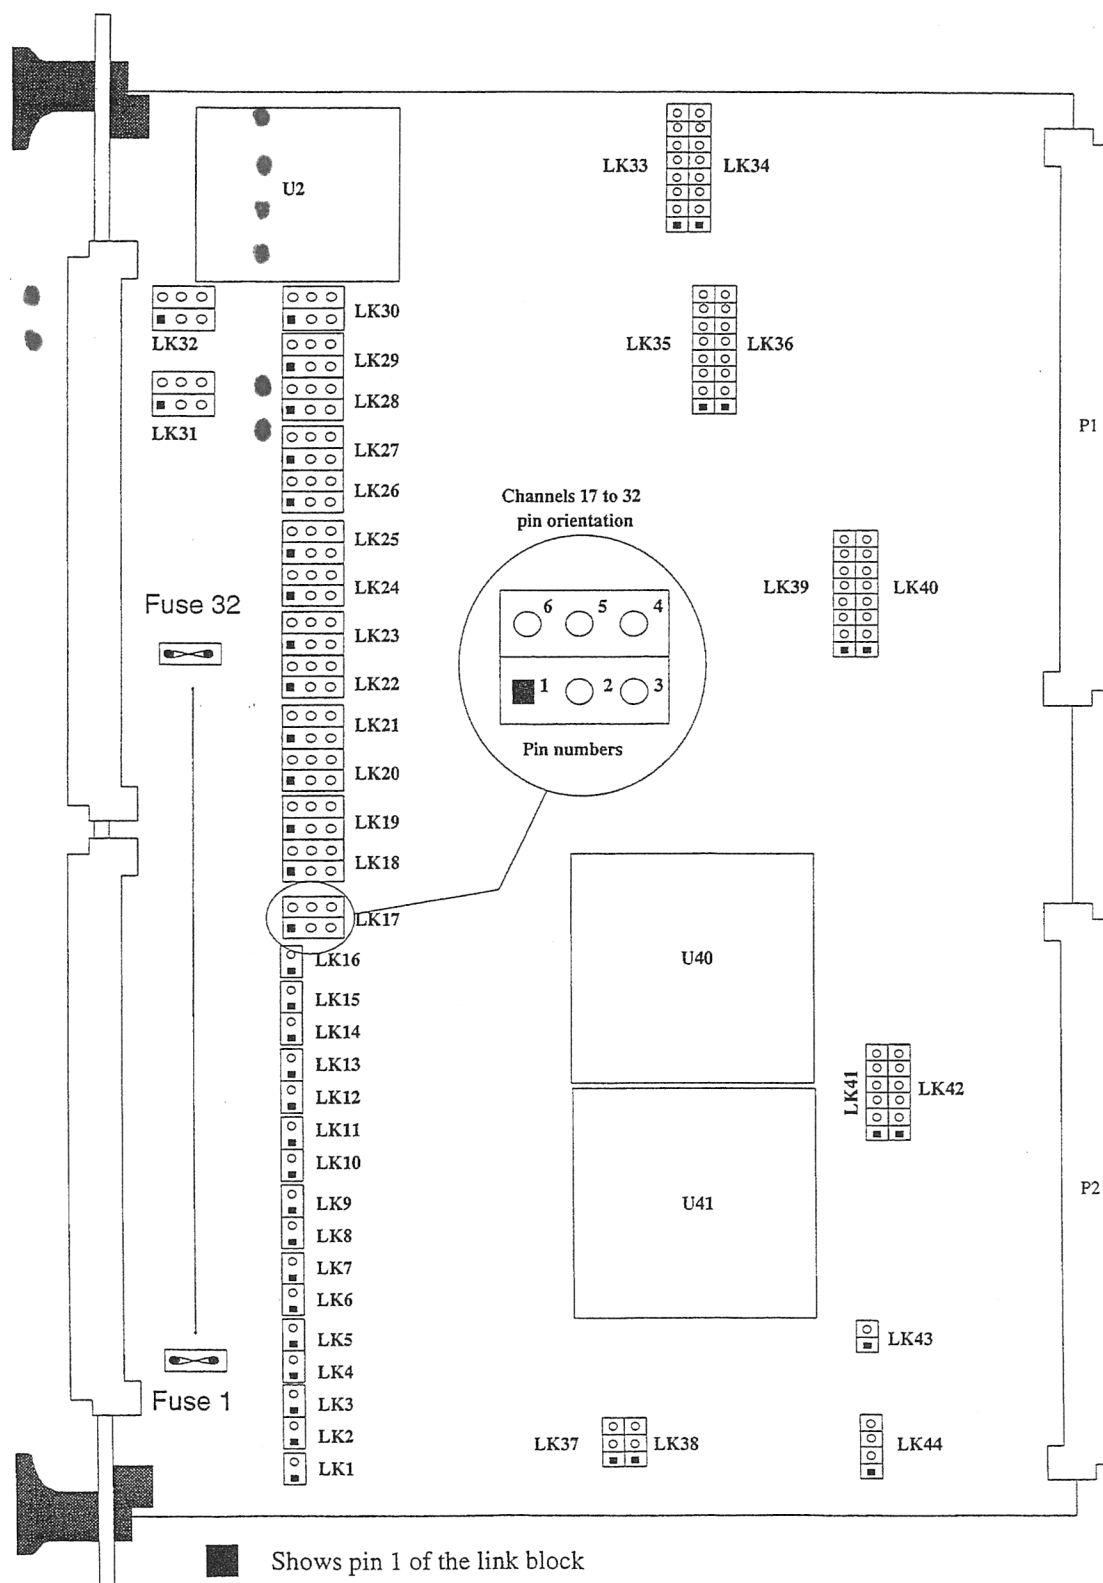 LK33 LK34
U2
LK30
LK32
LK35 LK36
LK29
LK28
LK31
P1
LK27
LK26
Channels 17 to 32
pin orientation
LK25
LK24
LK39 LK40
Fuse 32
6 5 4
LK23
LK22
1 2 3
LK21
Pin numbers
LK20
LK19
LK18
LK17
LK16
U40
LK15
LK14
LK13
LK12
LK41 LK42
LK11
LK10
P2
LK9
U41
LK8
LK7
LK6
LK5
LK43
LK4
Fuse 1
LK3
LK2
LK37 LK38
LK44
LK1
Shows pin 1 of the link block